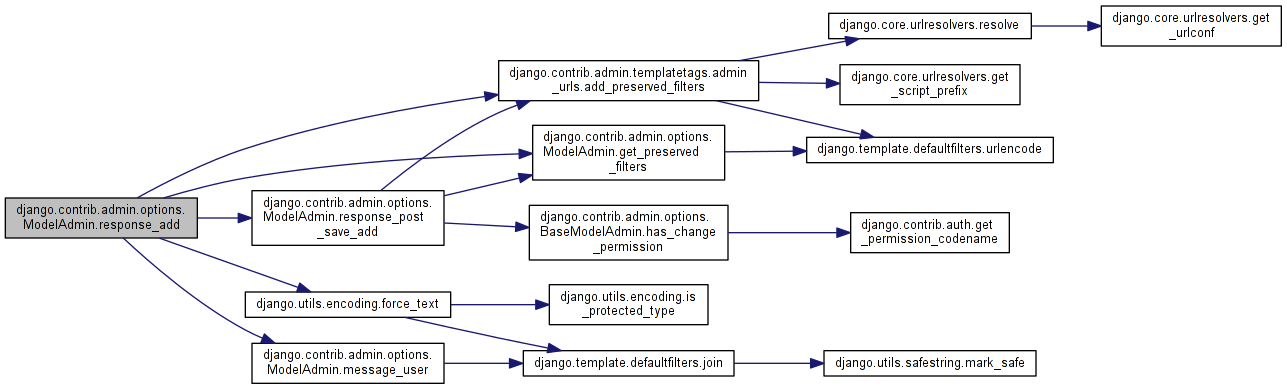 django.contrib.admin.options.
ModelAdmin.response_add
django.contrib.admin.templatetags.admin
_urls.add_preserved_filters
django.core.urlresolvers.resolve
django.core.urlresolvers.get
_urlconf
django.core.urlresolvers.get
_script_prefix
django.template.defaultfilters.urlencode
django.contrib.admin.options.
ModelAdmin.get_preserved
_filters
django.contrib.admin.options.
ModelAdmin.response_post
_save_add
django.contrib.admin.options.
BaseModelAdmin.has_change
_permission
django.contrib.auth.get
_permission_codename
django.utils.encoding.force_text
django.utils.encoding.is
_protected_type
django.contrib.admin.options.
ModelAdmin.message_user
django.template.defaultfilters.join
django.utils.safestring.mark_safe